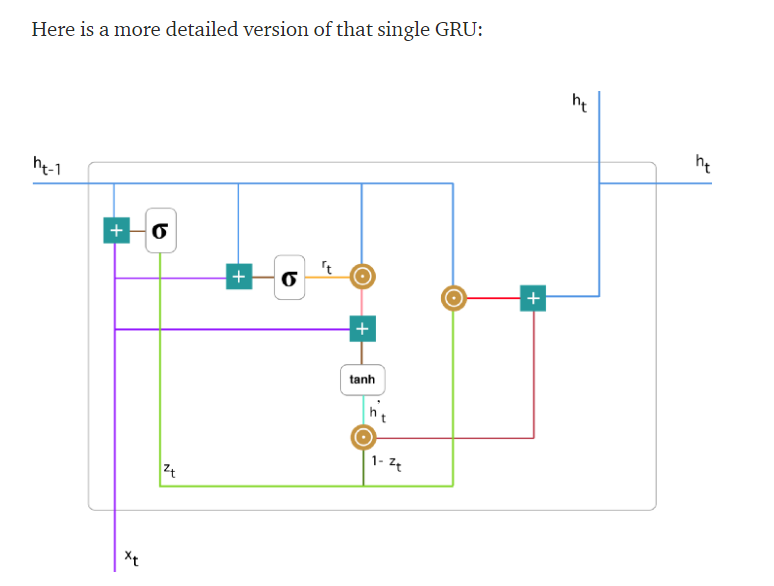 Here is a more detailed version of that single GRU:
ht
ht-1
ht
+
σ
rt
+
σ
+
+
tanh
h't
1- zt
zt
xt